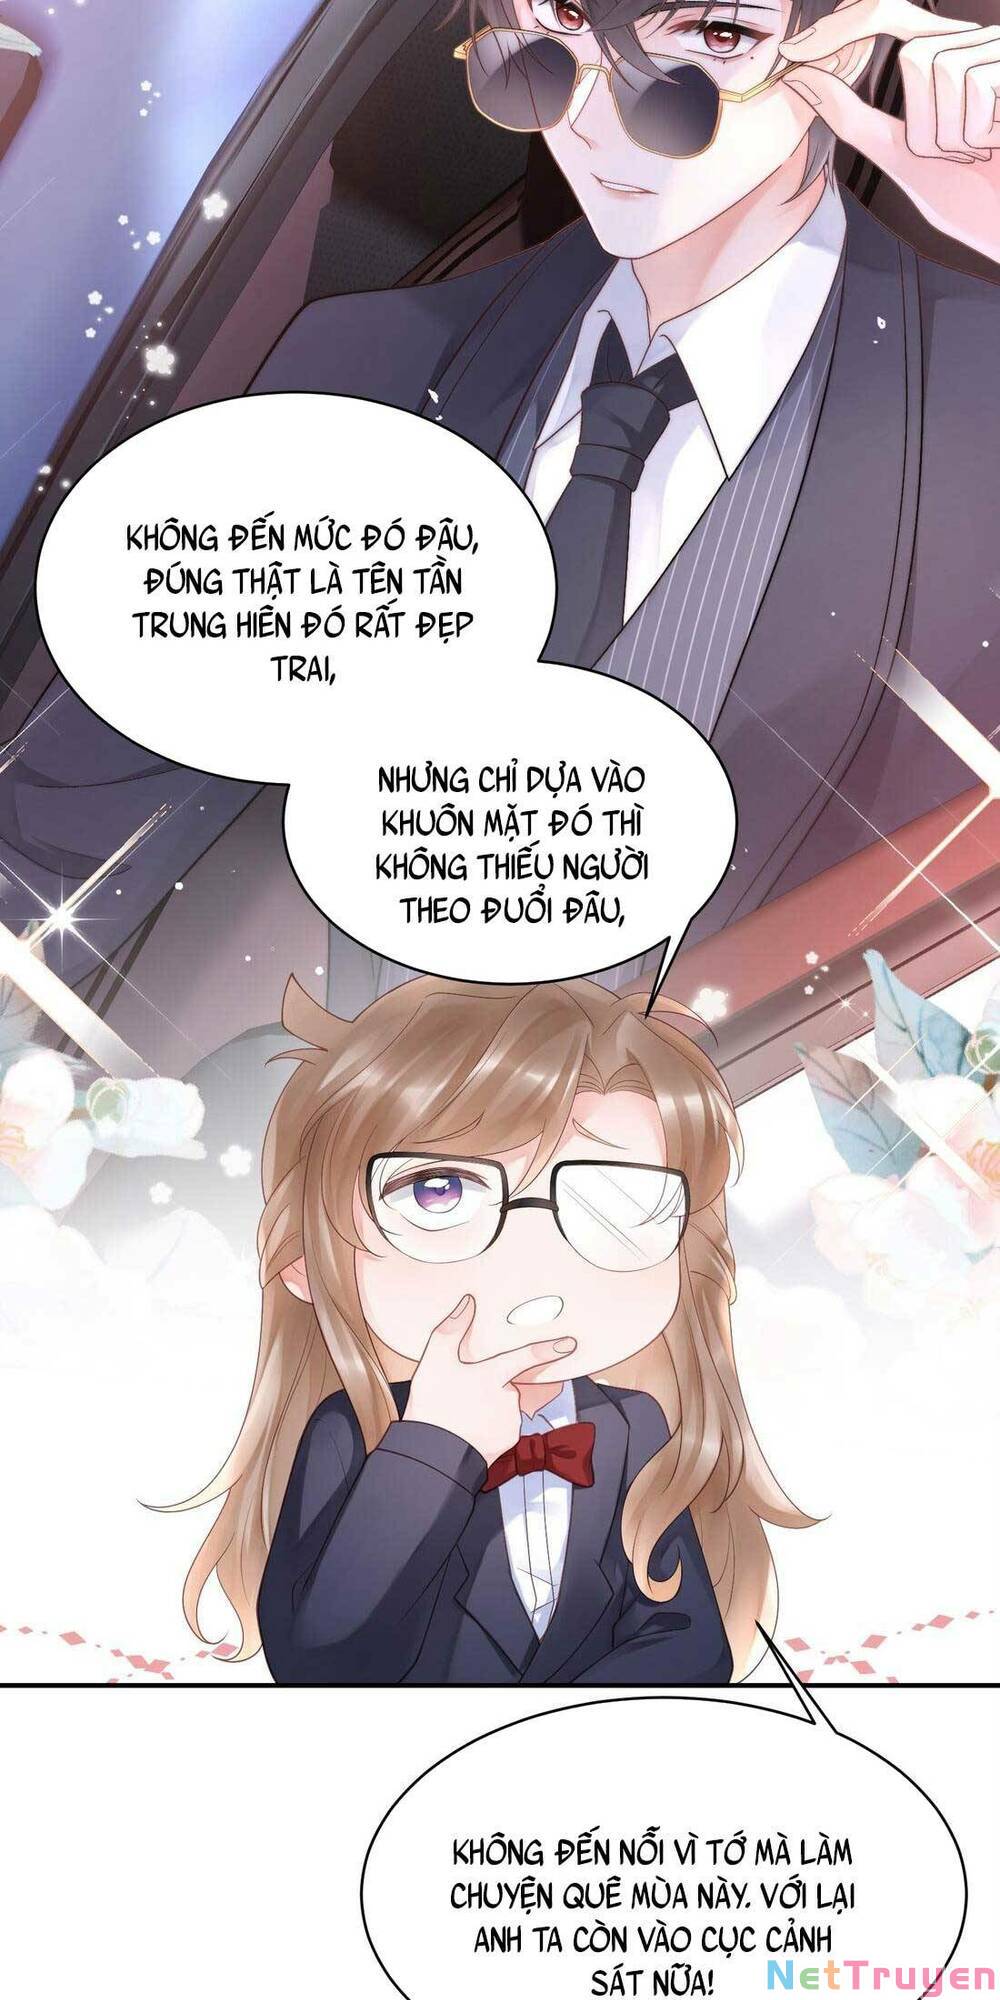 KHÔNG ĐẾN MỨC ĐÓ ĐÂU,
ĐÚNG THẬT LÀ TÊN TẦN
TRUNG HIÊN ĐÓ RẤT ĐẸP
TRAI,
NHƯNG CHỈ DỰA VÀO
KHUÔN MẶT ĐÓ THÌ
KHÔNG THIẾU NGƯỜI
THEO ĐUỔI ĐÂU,
KHÔNG ĐẾN NỖI VÌ TỚ MÀ LÀM
CHUYỆN QUÊ MÙA NÀY. VỚI LẠI
ANH TA CÒN VÀO CỤC CẢNH
SÁT NỮA!
NetTruyen